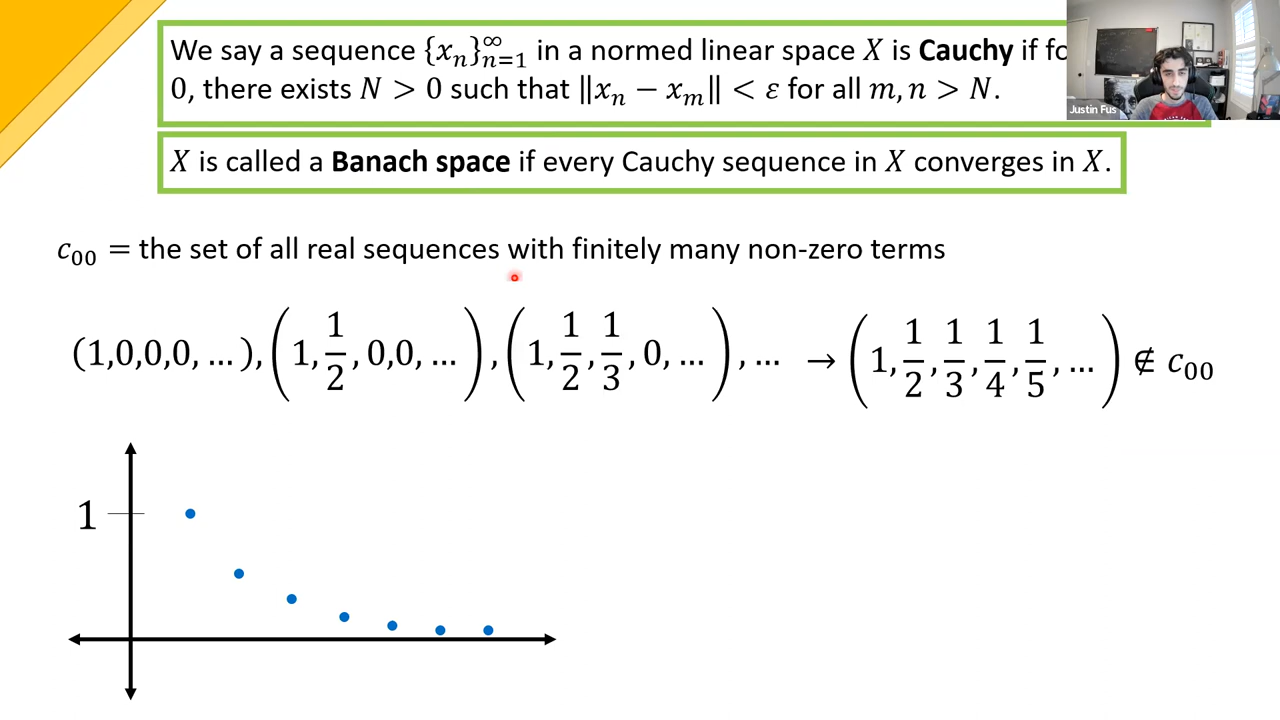 We say a sequence {xₙ}ₙ₌₁^∞ in a normed linear space X is Cauchy if
0, there exists N > 0 such that ‖xₙ − xₘ‖ < ε for all m, n > N.
Justin Fus
X is called a Banach space if every Cauchy sequence in X converges in X.
c₀₀ = the set of all real sequences with finitely many non-zero terms
(1,0,0,0, …), (1, 1/2, 0,0, …), (1, 1/2, 1/3, 0, …), … → (1, 1/2, 1/3, 1/4, 1/5, …) ∉ c₀₀
1